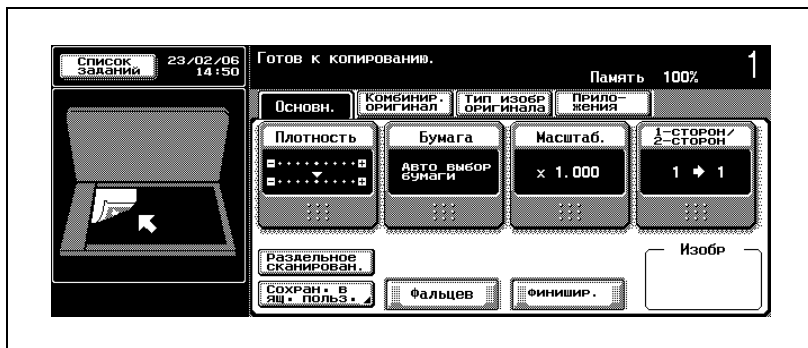 Список
заданий
23/02/06
14:50
Готов к копированию.
Память 100%
1
Основн.
Комбинир.
оригинал
Тип изобр
оригинала
Прило-
жения
Плотность
Бумага
Масштаб.
1-сторон/
2-сторон
Авто выбор
бумаги
x 1.000
1 → 1
Раздельное
сканирован.
Изобр
Сохран. в
ящ. польз.
Фальцев
Финишир.